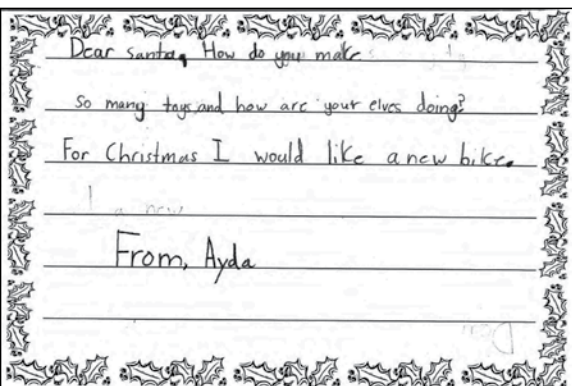 Dear santa, How do you make
so many toys and how are your elves doing?
For Christmas I would like a new bike.
I a new
From, Ayda